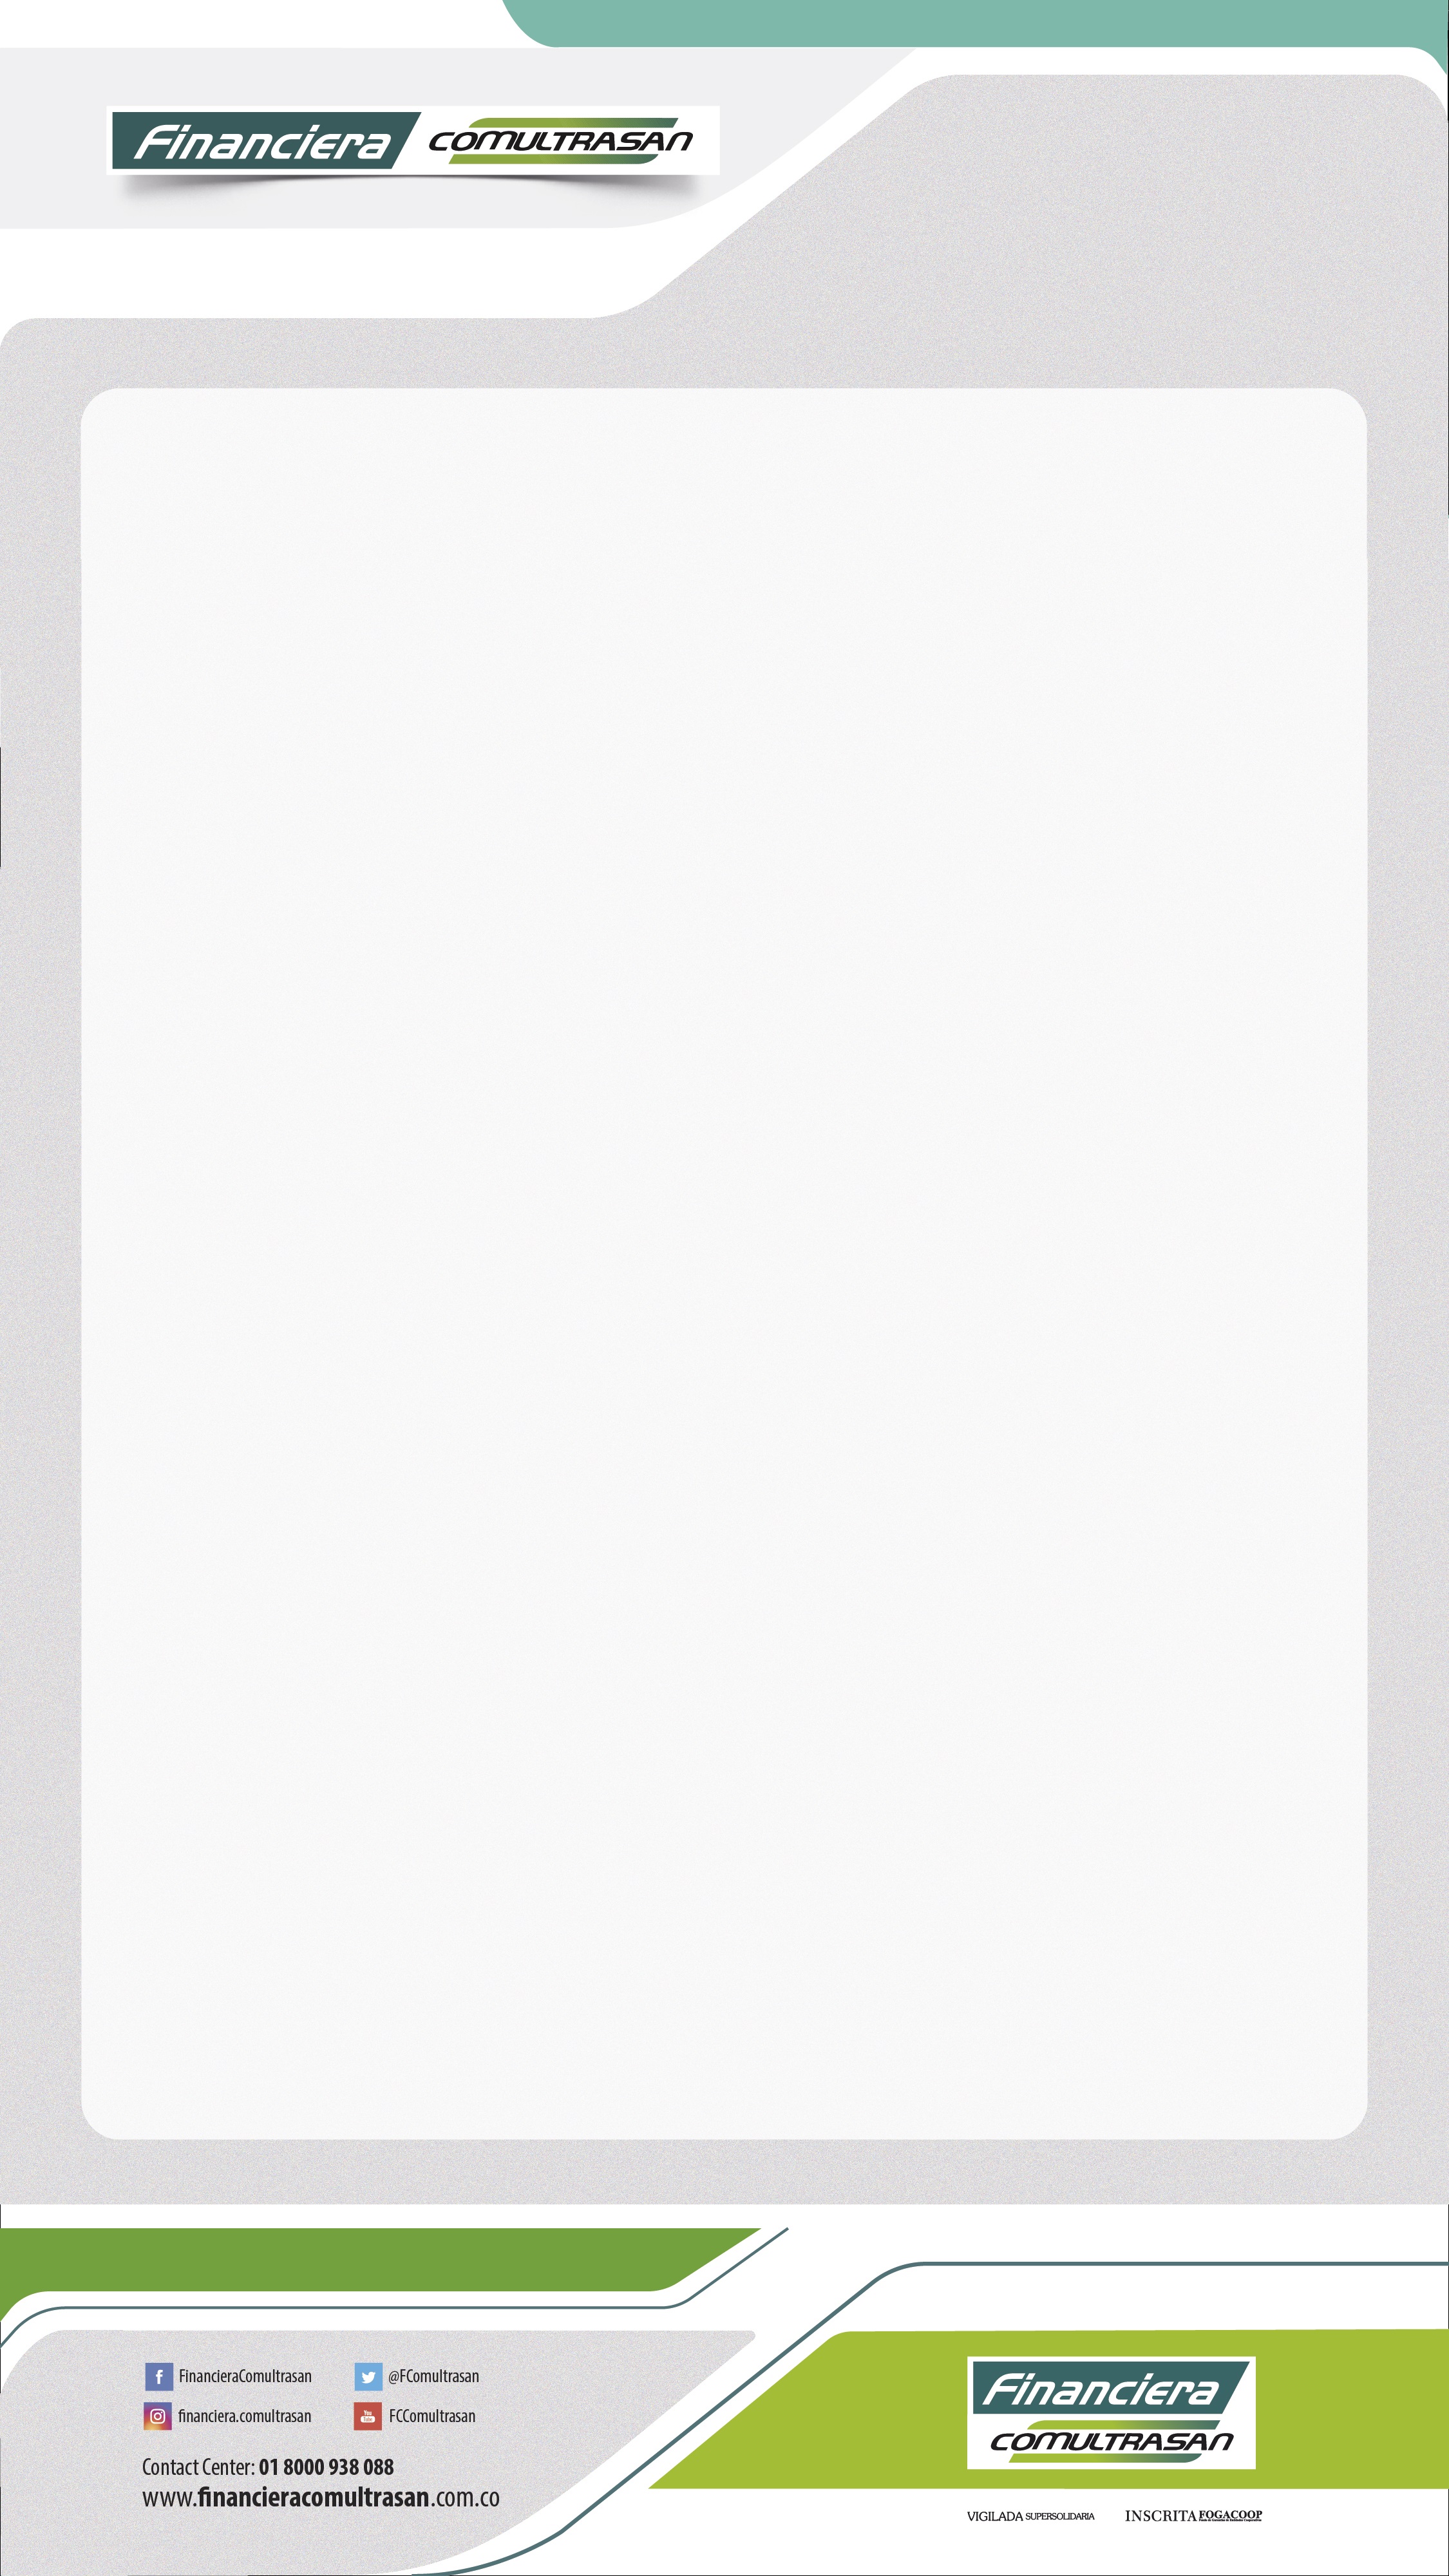 Financiera COMULTRASAN
FinancieraComultrasan @FComultrasan
financiera.comultrasan FCComultrasan
Contact Center: 01 8000 938 088
www.financieracomultrasan.com.co
Financiera
COMULTRASAN
VIGILADA SUPERSOLIDARIA INSCRITA FOGACOOP